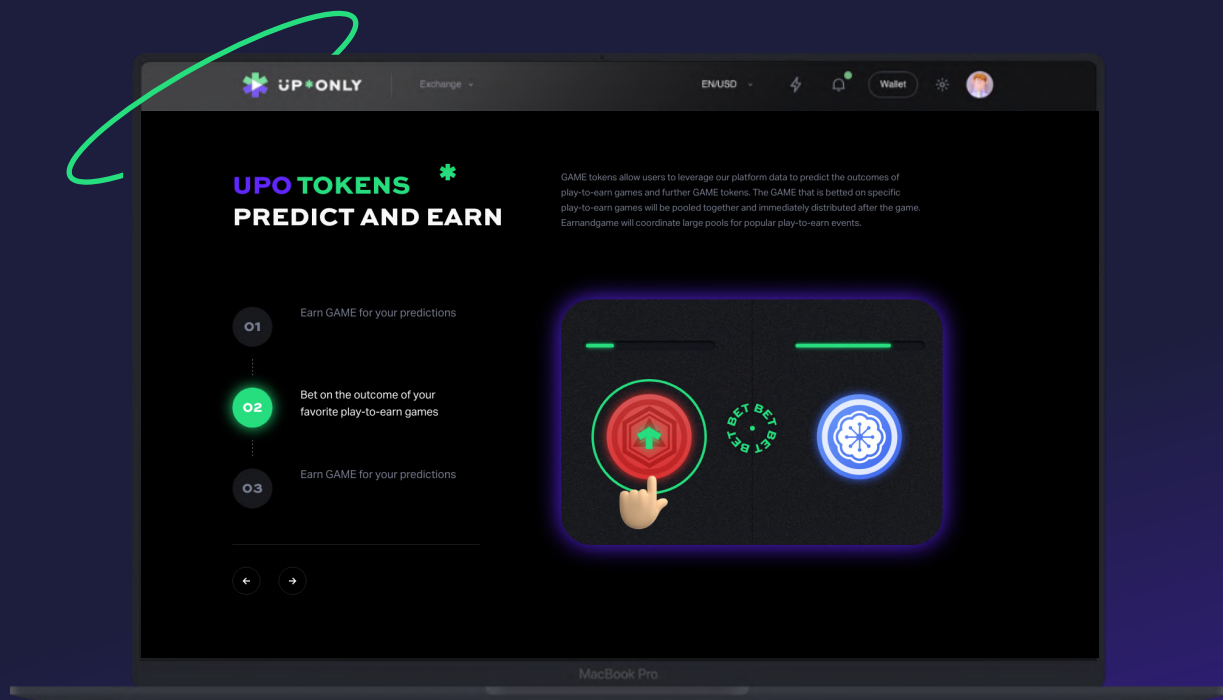 ÜP*ONLY
Exchange
EN/USD
Wallet
UPO TOKENS
PREDICT AND EARN
GAME tokens allow users to leverage our platform data to predict the outcomes of
play-to-earn games and further GAME tokens. The GAME that is betted on specific
play-to-earn games will be pooled together and immediately distributed after the game.
Earnandgame will coordinate large pools for popular play-to-earn events.
01
Earn GAME for your predictions
02
Bet on the outcome of your
favorite play-to-earn games
03
Earn GAME for your predictions
BET BET BET BET BET
MacBook Pro